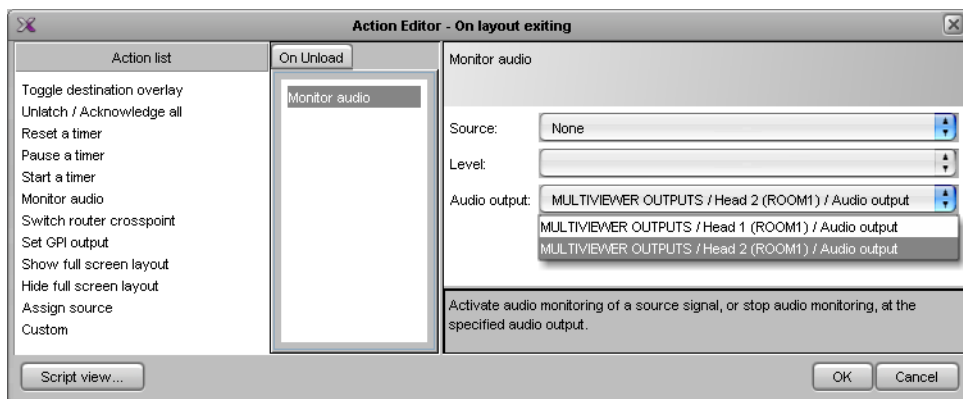 Action Editor - On layout exiting
Action list
Toggle destination overlay
Unlatch / Acknowledge all
Reset a timer
Pause a timer
Start a timer
Monitor audio
Switch router crosspoint
Set GPI output
Show full screen layout
Hide full screen layout
Assign source
Custom
On Unload
Monitor audio
Monitor audio
Source: None
Level:
Audio output: MULTIVIEWER OUTPUTS / Head 2 (ROOM1) / Audio output
MULTIVIEWER OUTPUTS / Head 1 (ROOM1) / Audio output
MULTIVIEWER OUTPUTS / Head 2 (ROOM1) / Audio output
Activate audio monitoring of a source signal, or stop audio monitoring, at the
specified audio output.
Script view...
OK
Cancel